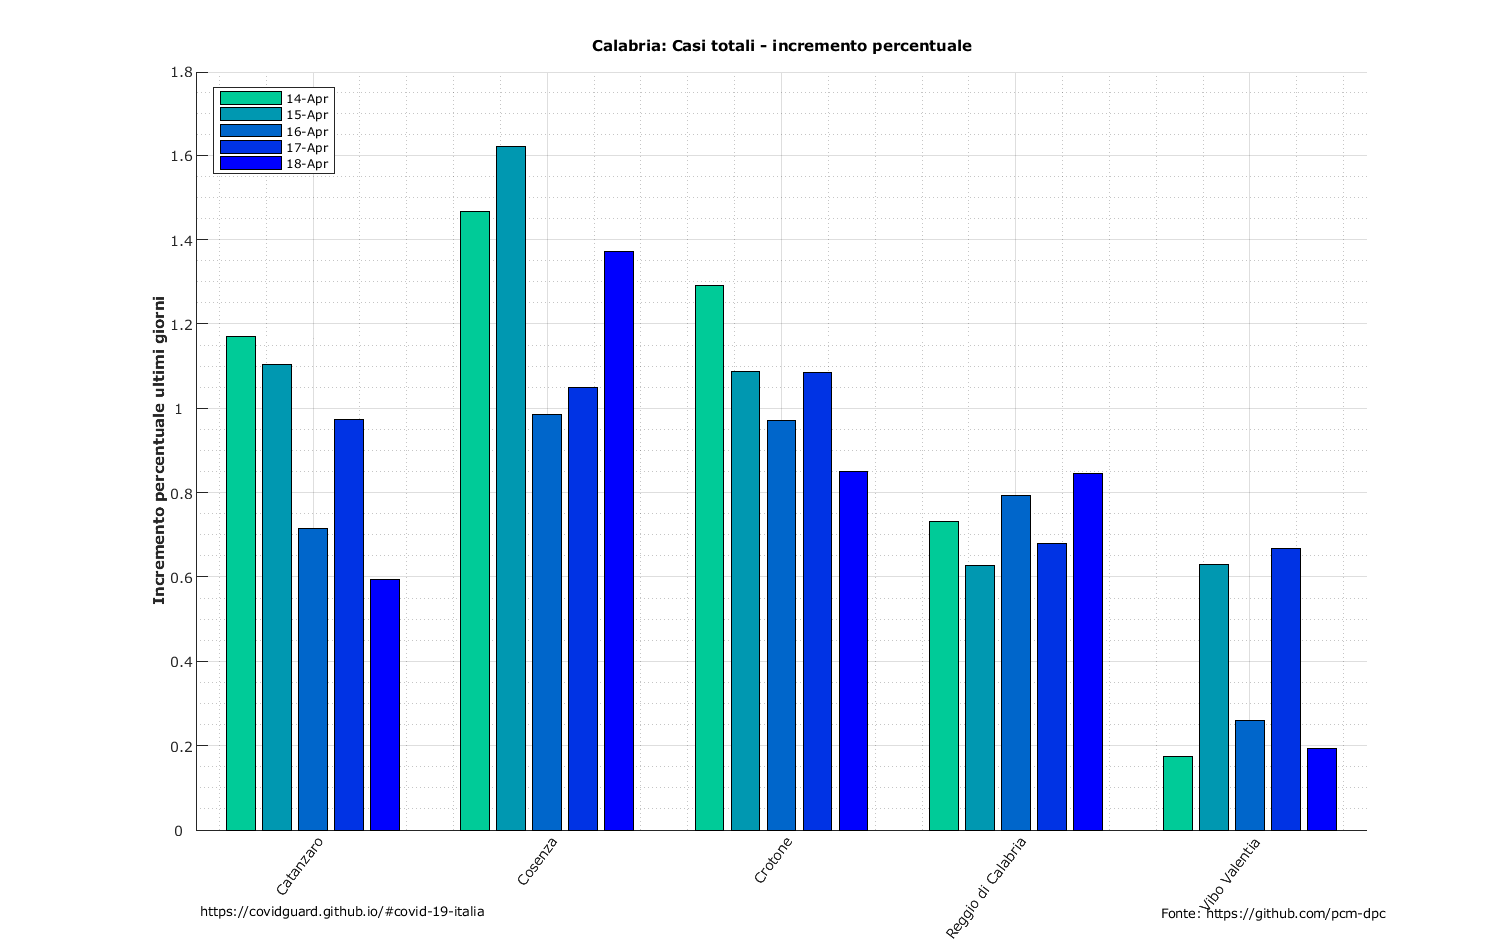 Calabria: Casi totali - incremento percentuale
1.8
1.6
1.4
1.2
1
0.8
0.6
0.4
0.2
0
Incremento percentuale ultimi giorni
14-Apr
15-Apr
16-Apr
17-Apr
18-Apr
Catanzaro
Cosenza
Crotone
Reggio di Calabria
Vibo Valentia
https://covidguard.github.io/#covid-19-italia
Fonte: https://github.com/pcm-dpc